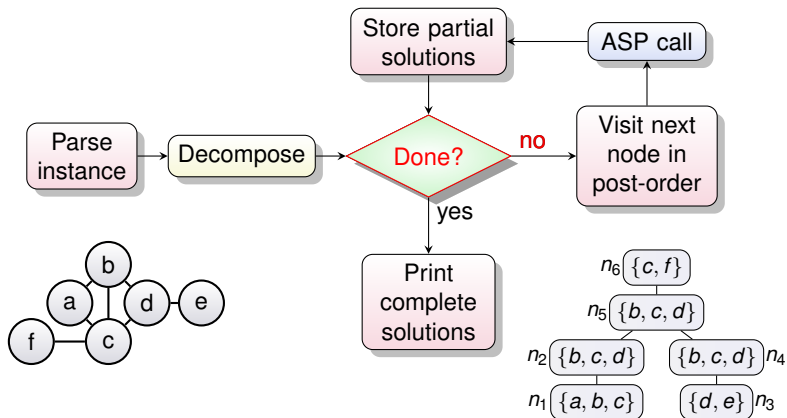 Store partial
solutions
ASP call
Parse
instance
Decompose
Done?
no
Visit next
node in
post-order
yes
Print
complete
solutions
b
a
d
e
f
c
n₆ {c, f}
n₅ {b, c, d}
n₂ {b, c, d}
{b, c, d} n₄
n₁ {a, b, c}
{d, e} n₃